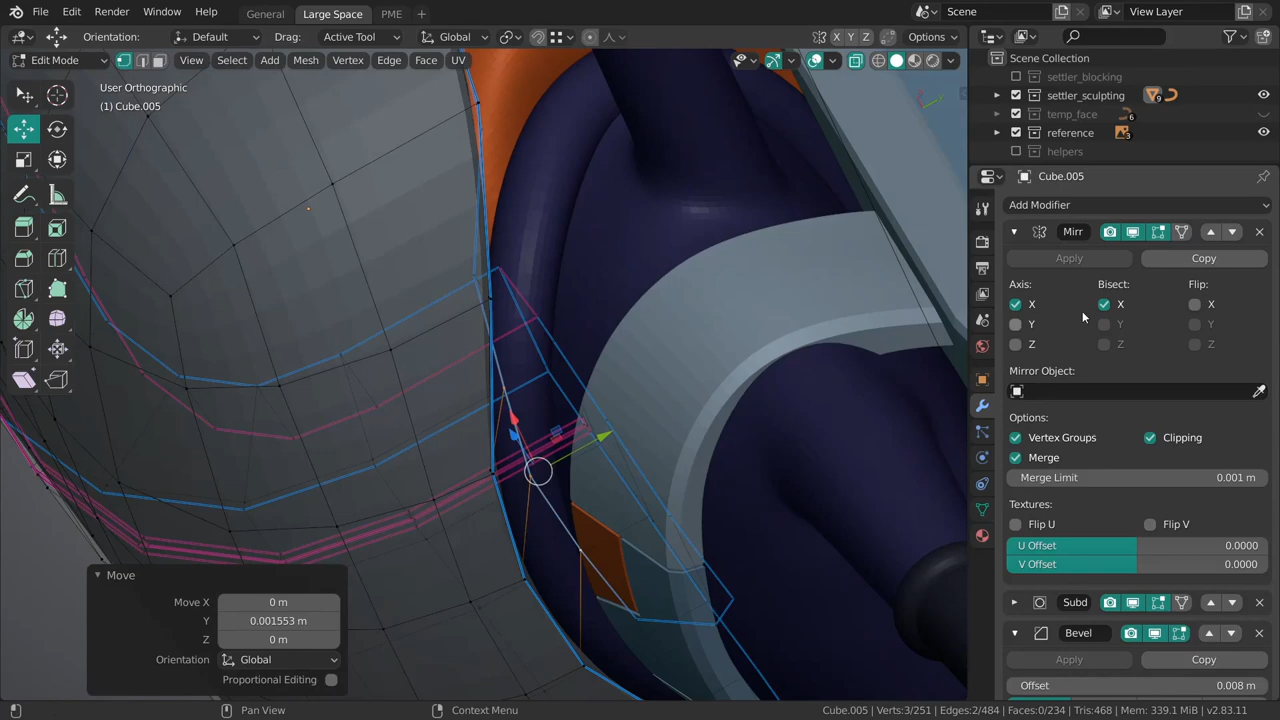 File Edit Render Window Help General Large Space PME + Scene View Layer
Orientation: Default Drag: Active Tool Global X Y Z Options
Edit Mode View Select Add Mesh Vertex Edge Face UV
User Orthographic
(1) Cube.005
Scene Collection
settler_blocking
settler_sculpting 9
temp_face 6
reference 3
helpers
Cube.005
Add Modifier
Mirr
Apply Copy
Axis: Bisect: Flip:
X X X
Y Y Y
Z Z Z
Mirror Object:
Options:
Vertex Groups Clipping
Merge
Merge Limit 0.001 m
Textures:
Flip U Flip V
U Offset 0.0000
V Offset 0.0000
Subd
Bevel
Apply Copy
Offset 0.008 m
Move
Move X 0 m
Y 0.001553 m
Z 0 m
Orientation Global
Proportional Editing
Pan View Context Menu Cube.005 | Verts:3/251 | Edges:2/484 | Faces:0/234 | Tris:468 | Mem: 339.1 MiB | v2.83.11